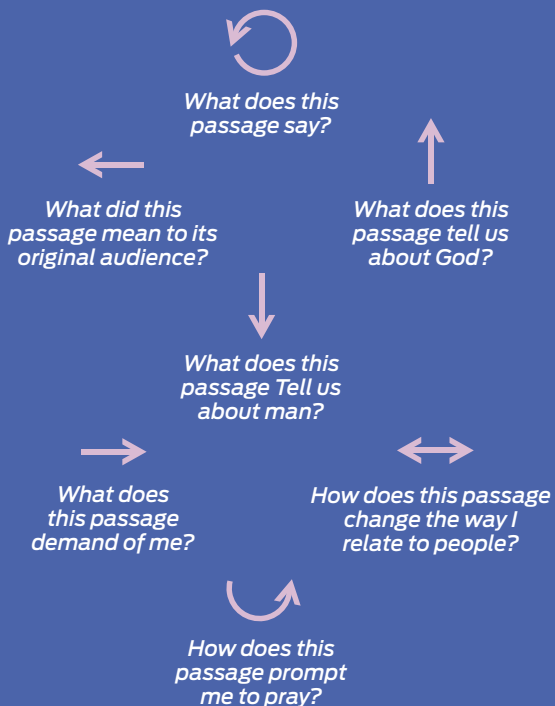 What does this
passage say?
What did this
passage mean to its
original audience?
What does this
passage tell us
about God?
What does this
passage Tell us
about man?
What does
this passage
demand of me?
How does this passage
change the way I
relate to people?
How does this
passage prompt
me to pray?